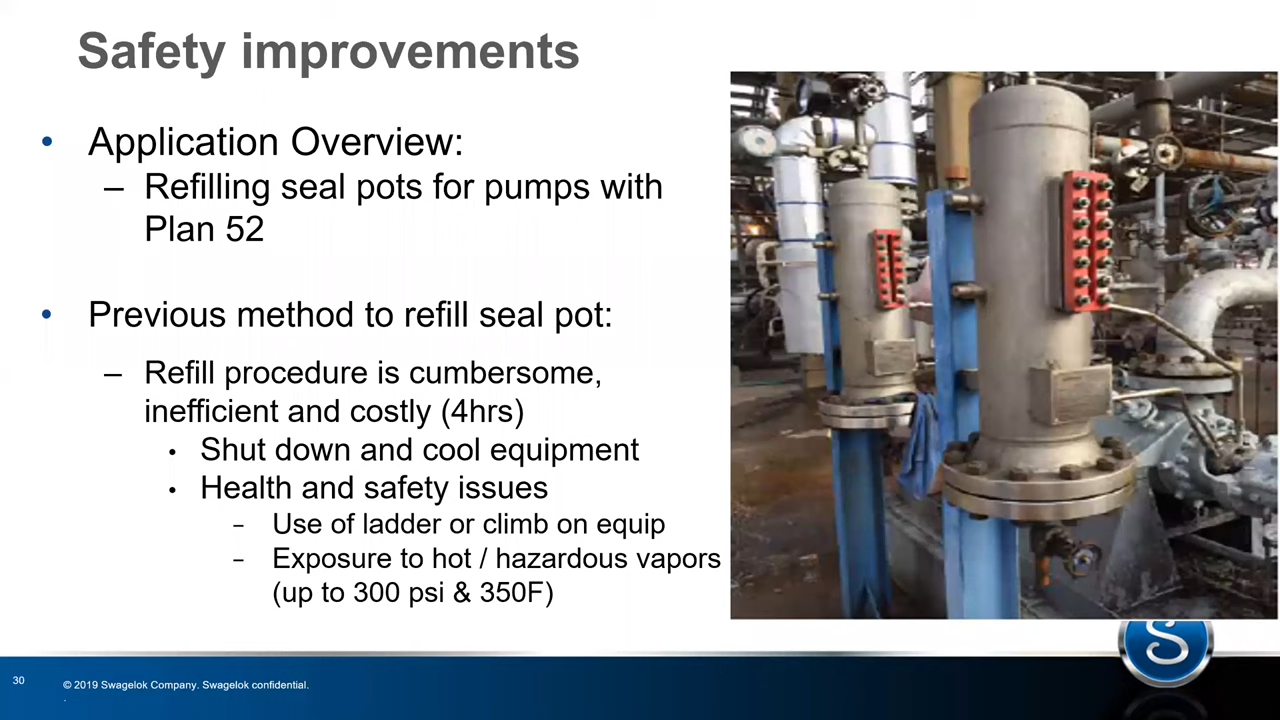 Safety improvements
• Application Overview:
– Refilling seal pots for pumps with
Plan 52
• Previous method to refill seal pot:
– Refill procedure is cumbersome,
inefficient and costly (4hrs)
• Shut down and cool equipment
• Health and safety issues
– Use of ladder or climb on equip
– Exposure to hot / hazardous vapors
(up to 300 psi & 350F)
S
30
© 2019 Swagelok Company. Swagelok confidential.
.